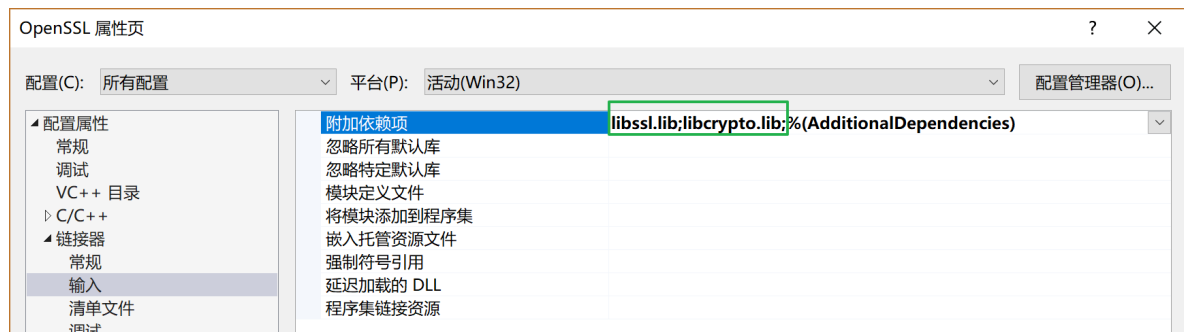 OpenSSL 属性页 ? ×
配置(C): 所有配置 平台(P): 活动(Win32) 配置管理器(O)...
配置属性
常规
调试
VC++ 目录
C/C++
链接器
常规
输入
清单文件
调试
附加依赖项 libssl.lib;libcrypto.lib;%(AdditionalDependencies)
忽略所有默认库
忽略特定默认库
模块定义文件
将模块添加到程序集
嵌入托管资源文件
强制符号引用
延迟加载的 DLL
程序集链接资源